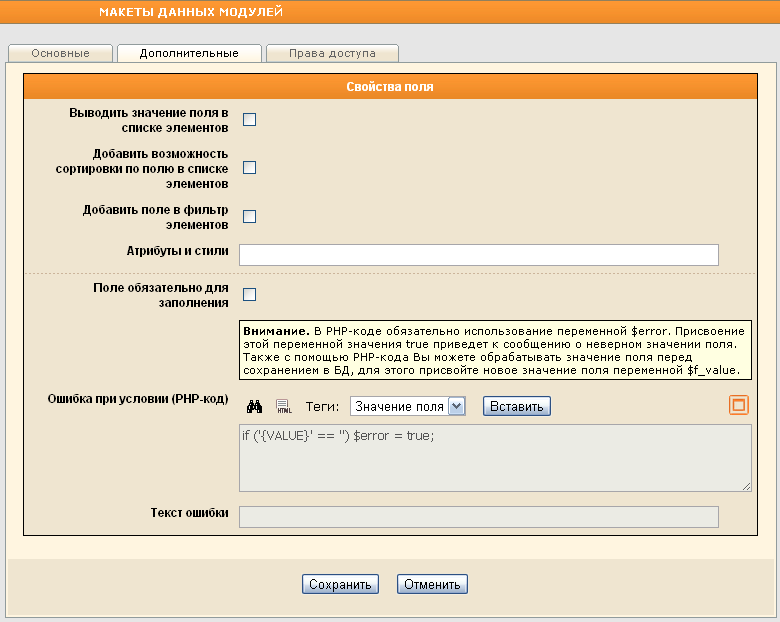 МАКЕТЫ ДАННЫХ МОДУЛЕЙ
Основные
Дополнительные
Права доступа
Свойства поля
Выводить значение поля в
списке элементов
Добавить возможность
сортировки по полю в списке
элементов
Добавить поле в фильтр
элементов
Атрибуты и стили
Поле обязательно для
заполнения
Внимание. В PHP-коде обязательно использование переменной $error. Присвоение
этой переменной значения true приведет к сообщению о неверном значении поля.
Также с помощью PHP-кода Вы можете обрабатывать значение поля перед
сохранением в БД, для этого присвойте новое значение поля переменной $f_value.
Ошибка при условии (PHP-код)
HTML
Теги:
Значение поля
Вставить
if ('{VALUE}' == '') $error = true;
Текст ошибки
Сохранить
Отменить